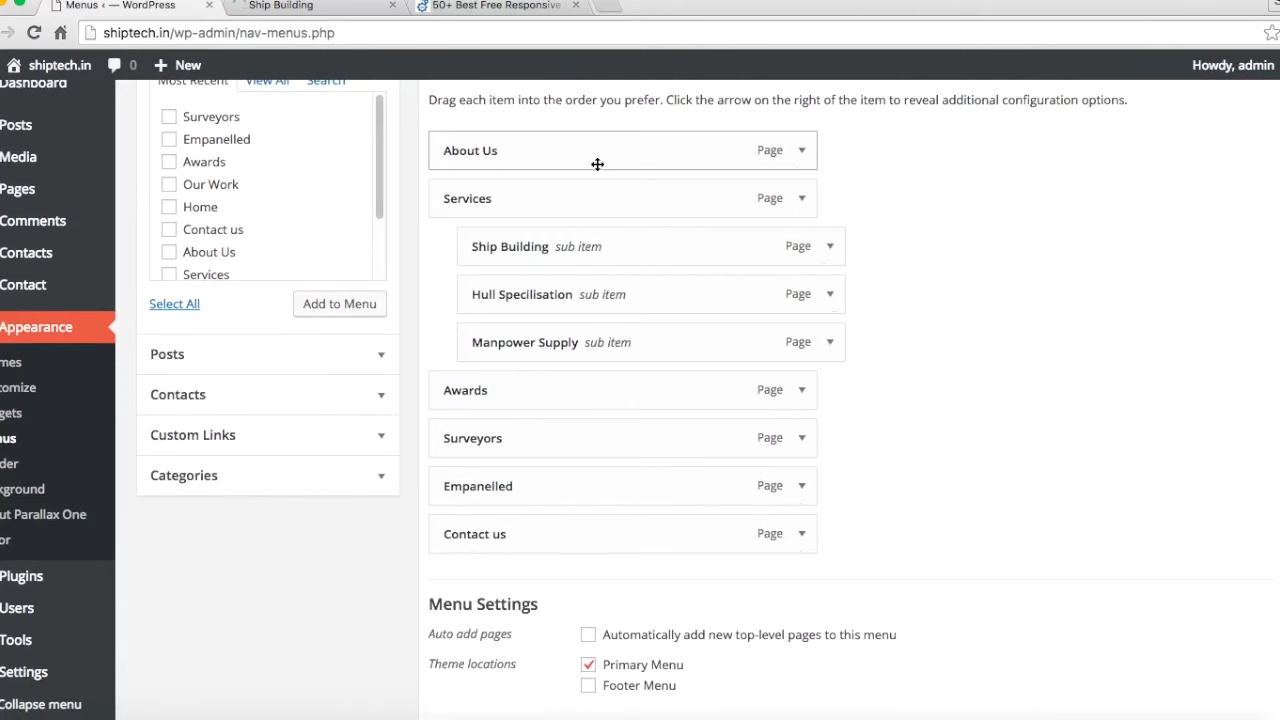 Menus ‹ — WordPress
Ship Building
50+ Best Free Responsive
shiptech.in/wp-admin/nav-menus.php
shiptech.in
0
New
Howdy, admin
Dashboard
Posts
Media
Pages
Comments
Contacts
Contact
Appearance
mes
tomize
gets
nus
der
kground
ut Parallax One
or
Plugins
Users
Tools
Settings
Collapse menu
Most Recent
View All
Search
Surveyors
Empanelled
Awards
Our Work
Home
Contact us
About Us
Services
Select All
Add to Menu
Posts
Contacts
Custom Links
Categories
Drag each item into the order you prefer. Click the arrow on the right of the item to reveal additional configuration options.
About Us Page
Services Page
Ship Building sub item Page
Hull Specilisation sub item Page
Manpower Supply sub item Page
Awards Page
Surveyors Page
Empanelled Page
Contact us Page
Menu Settings
Auto add pages
Automatically add new top-level pages to this menu
Theme locations
Primary Menu
Footer Menu